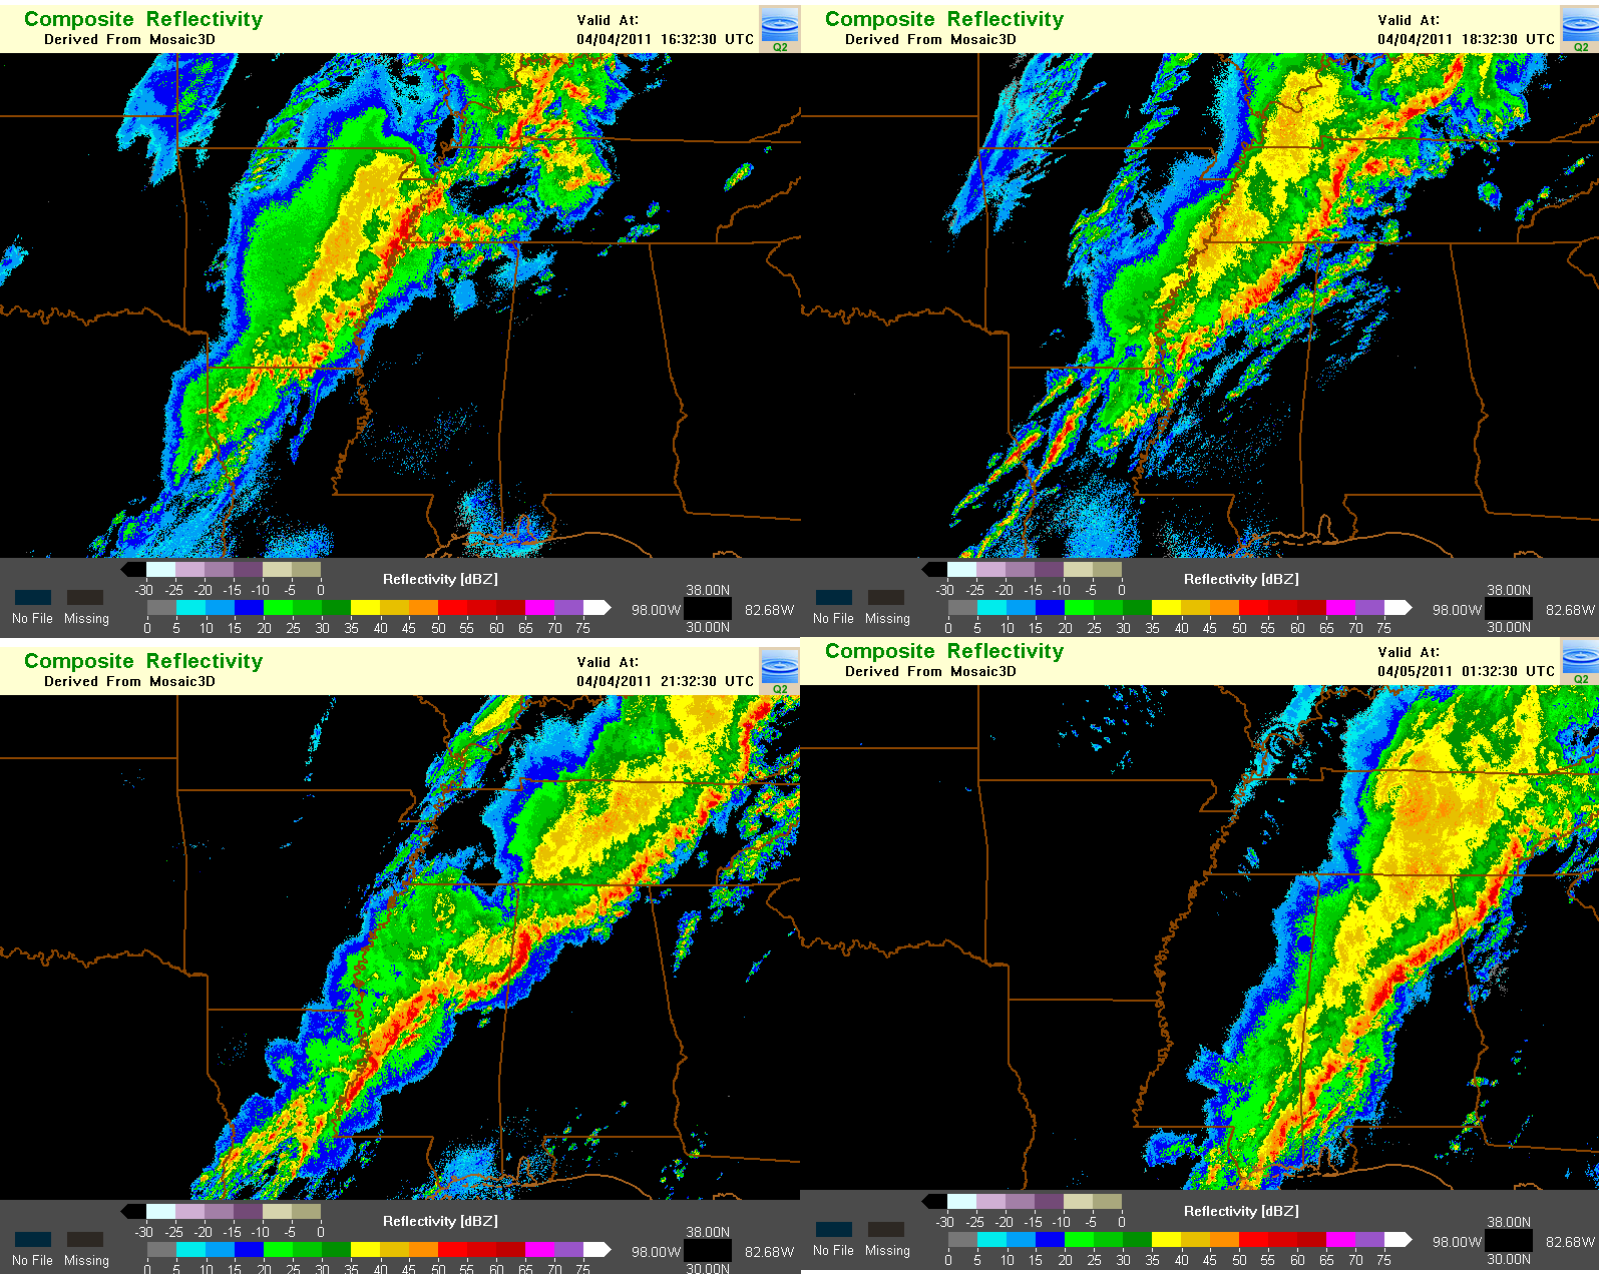 Composite Reflectivity
Derived From Mosaic3D
Valid At:
04/04/2011 16:32:30 UTC
Q2
-30 -25 -20 -15 -10 -5 0
Reflectivity [dBZ]
No File Missing
0 5 10 15 20 25 30 35 40 45 50 55 60 65 70 75
38.00N
98.00W 82.68W
30.00N
Composite Reflectivity
Derived From Mosaic3D
Valid At:
04/04/2011 18:32:30 UTC
Q2
-30 -25 -20 -15 -10 -5 0
Reflectivity [dBZ]
No File Missing
0 5 10 15 20 25 30 35 40 45 50 55 60 65 70 75
38.00N
98.00W 82.68W
30.00N
Composite Reflectivity
Derived From Mosaic3D
Valid At:
04/04/2011 21:32:30 UTC
Q2
-30 -25 -20 -15 -10 -5 0
Reflectivity [dBZ]
No File Missing
0 5 10 15 20 25 30 35 40 45 50 55 60 65 70 75
38.00N
98.00W 82.68W
30.00N
Composite Reflectivity
Derived From Mosaic3D
Valid At:
04/05/2011 01:32:30 UTC
Q2
-30 -25 -20 -15 -10 -5 0
Reflectivity [dBZ]
No File Missing
0 5 10 15 20 25 30 35 40 45 50 55 60 65 70 75
38.00N
98.00W 82.68W
30.00N